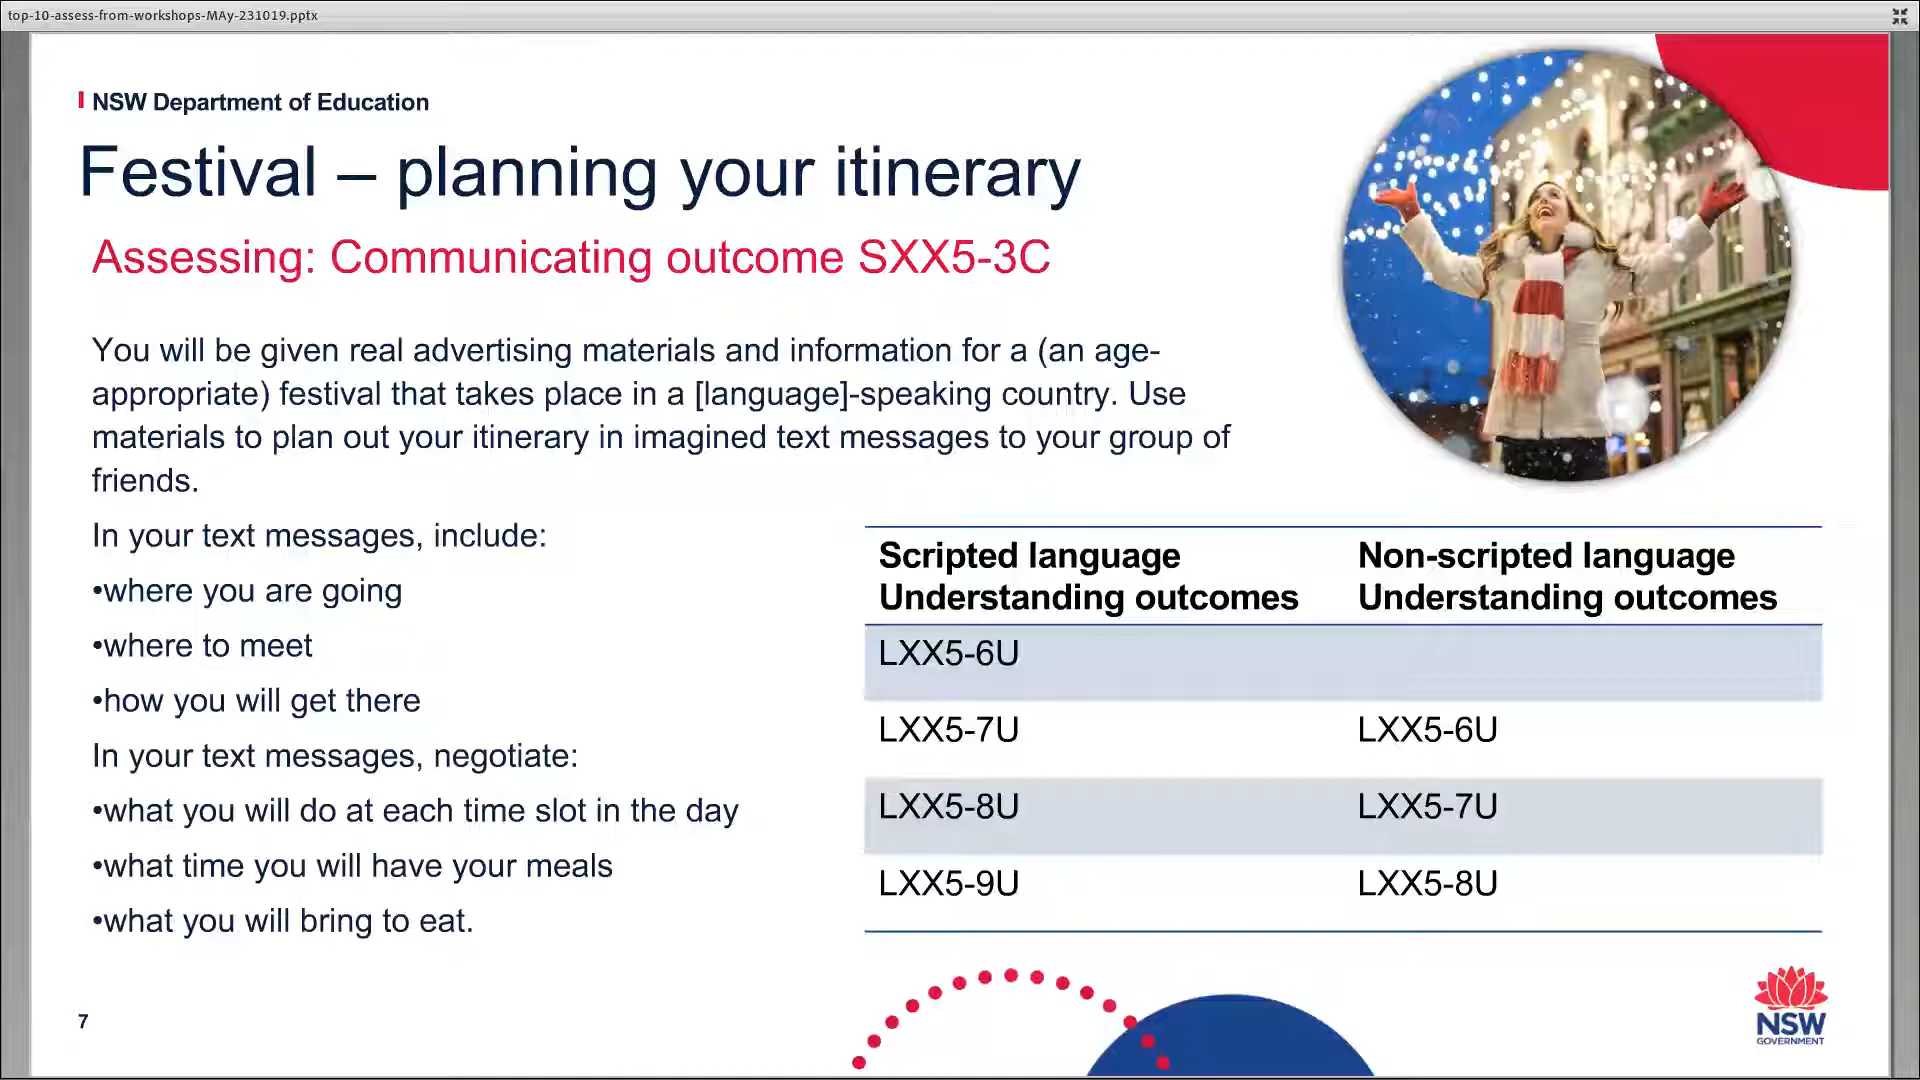 top-10-assess-from-workshops-MAy-231019.pptx
NSW Department of Education
Festival – planning your itinerary
Assessing: Communicating outcome SXX5-3C
You will be given real advertising materials and information for a (an age-
appropriate) festival that takes place in a [language]-speaking country. Use
materials to plan out your itinerary in imagined text messages to your group of
friends.
In your text messages, include:
•where you are going
•where to meet
•how you will get there
In your text messages, negotiate:
•what you will do at each time slot in the day
•what time you will have your meals
•what you will bring to eat.
Scripted language Non-scripted language
Understanding outcomes Understanding outcomes
LXX5-6U
LXX5-7U LXX5-6U
LXX5-8U LXX5-7U
LXX5-9U LXX5-8U
7
NSW
GOVERNMENT